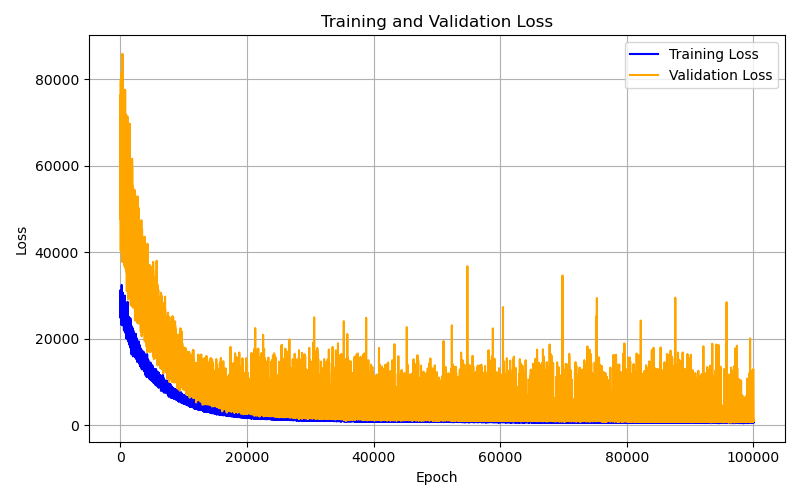 Training and Validation Loss
Training Loss
Validation Loss
80000
60000
40000
20000
0
Loss
0 20000 40000 60000 80000 100000
Epoch